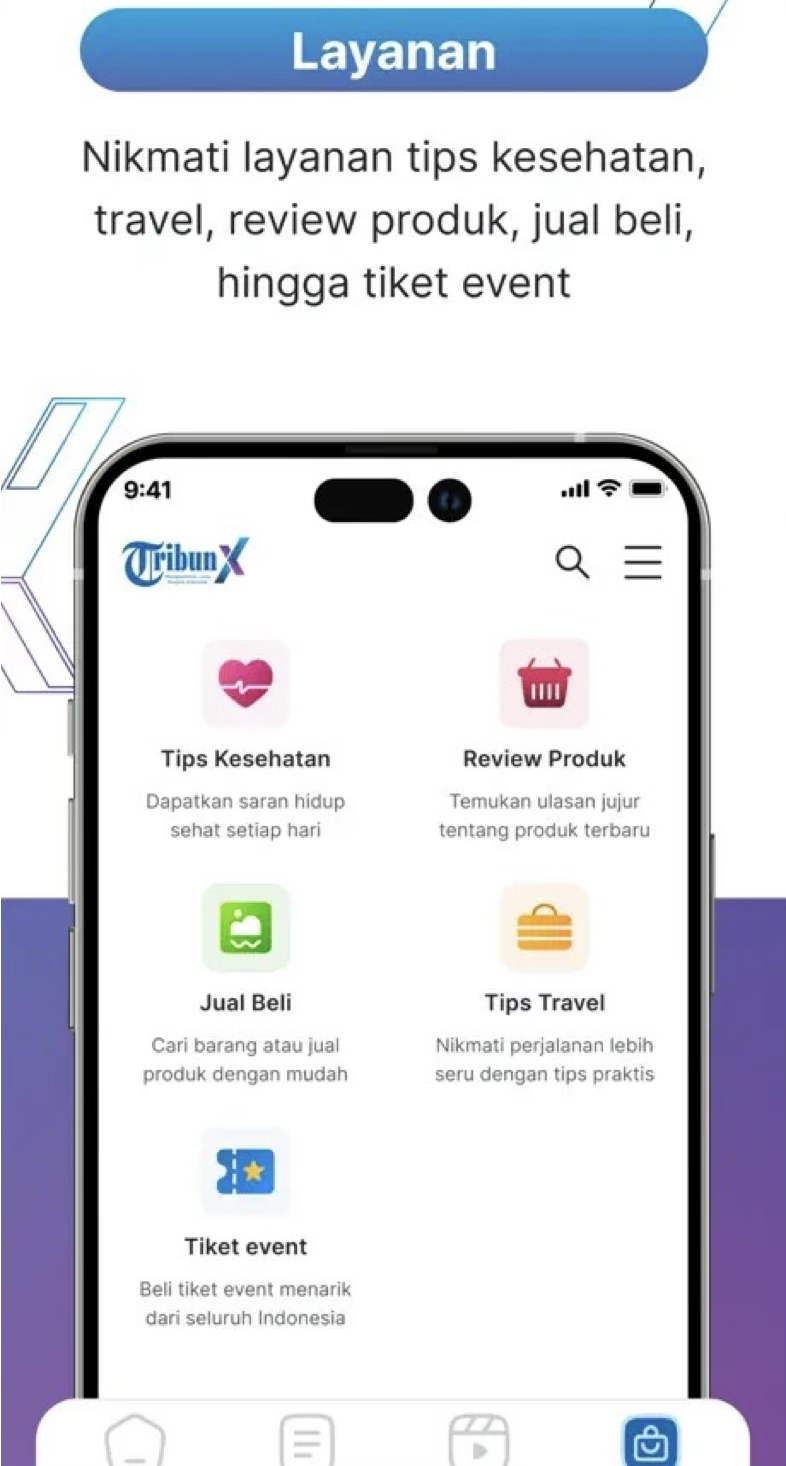 Layanan
Nikmati layanan tips kesehatan,
travel, review produk, jual beli,
hingga tiket event
9:41
TribunX
Tips Kesehatan
Dapatkan saran hidup
sehat setiap hari
Review Produk
Temukan ulasan jujur
tentang produk terbaru
Jual Beli
Cari barang atau jual
produk dengan mudah
Tips Travel
Nikmati perjalanan lebih
seru dengan tips praktis
Tiket event
Beli tiket event menarik
dari seluruh Indonesia